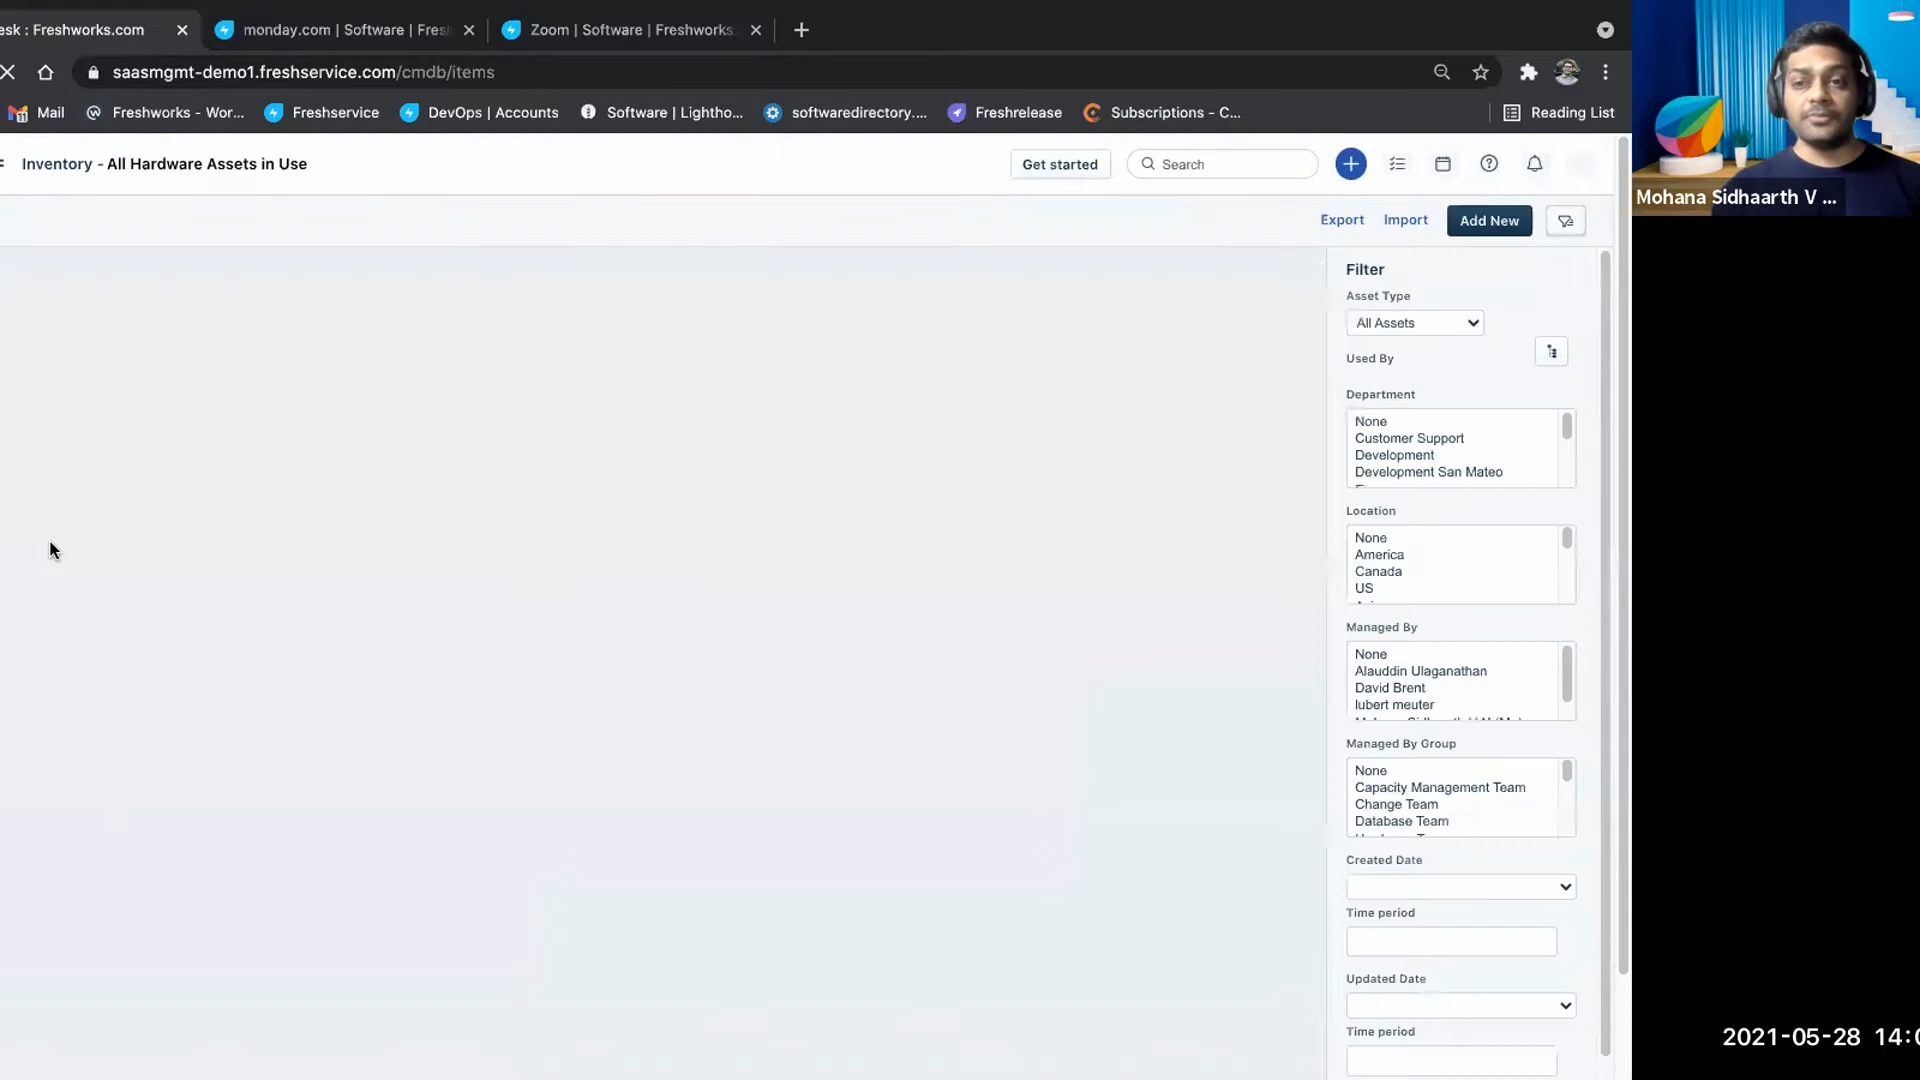 esk : Freshworks.com
monday.com | Software | Fres
Zoom | Software | Freshworks
saasmgmt-demo1.freshservice.com/cmdb/items
Mail
Freshworks - Wor...
Freshservice
DevOps | Accounts
Software | Lightho...
softwaredirectory....
Freshrelease
Subscriptions - C...
Reading List
Inventory - All Hardware Assets in Use
Get started
Search
Export
Import
Add New
Filter
Asset Type
All Assets
Used By
Department
None
Customer Support
Development
Development San Mateo
Location
None
America
Canada
US
Managed By
None
Alauddin Ulaganathan
David Brent
lubert meuter
Managed By Group
None
Capacity Management Team
Change Team
Database Team
Created Date
Time period
Updated Date
Time period
Mohana Sidhaarth V ...
2021-05-28 14:0